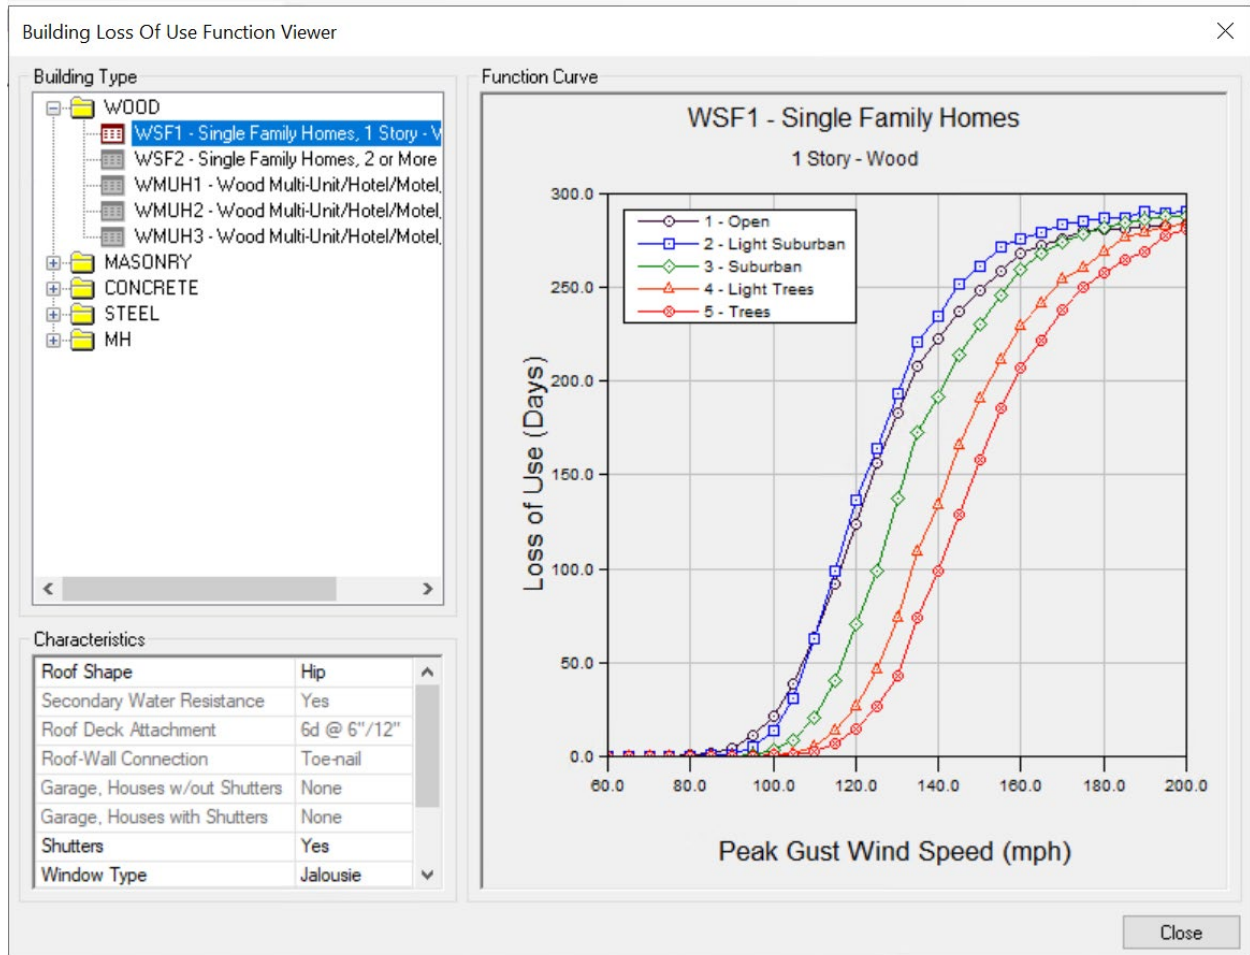 Building Loss Of Use Function Viewer
Building Type
WOOD
WSF1 - Single Family Homes, 1 Story - W
WSF2 - Single Family Homes, 2 or More
WMUH1 - Wood Multi-Unit/Hotel/Motel,
WMUH2 - Wood Multi-Unit/Hotel/Motel,
WMUH3 - Wood Multi-Unit/Hotel/Motel,
MASONRY
CONCRETE
STEEL
MH
Characteristics
Roof Shape Hip
Secondary Water Resistance Yes
Roof Deck Attachment 6d @ 6"/12"
Roof-Wall Connection Toe-nail
Garage, Houses w/out Shutters None
Garage, Houses with Shutters None
Shutters Yes
Window Type Jalousie
Function Curve
WSF1 - Single Family Homes
1 Story - Wood
1 - Open
2 - Light Suburban
3 - Suburban
4 - Light Trees
5 - Trees
Loss of Use (Days)
300.0
250.0
200.0
150.0
100.0
50.0
0.0
60.0 80.0 100.0 120.0 140.0 160.0 180.0 200.0
Peak Gust Wind Speed (mph)
Close